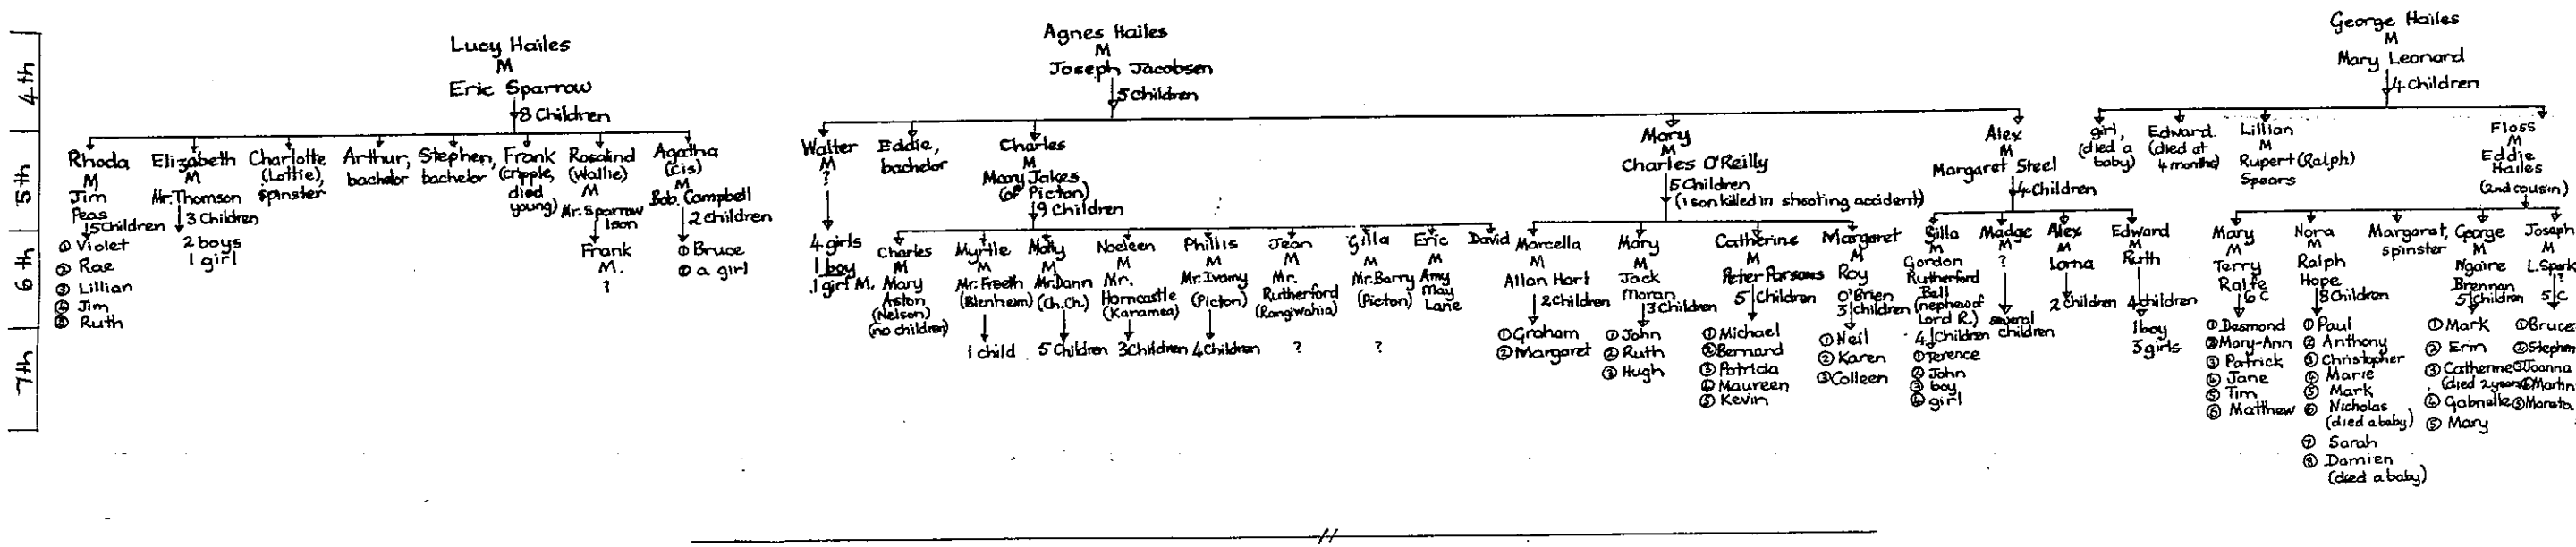 4th
5th
6th
7th
Lucy Hailes
M
Eric Sparrow
8 Children
Rhoda
M
Jim
Peas
5 Children
① Violet
② Rae
③ Lillian
④ Jim
⑤ Ruth
Elizabeth
M
Mr. Thomson
3 Children
2 boys
1 girl
Charlotte
(Lottie),
spinster
Arthur,
bachelor
Stephen,
bachelor
Frank
(cripple,
died
young)
Rosalind
(Wallie)
M
Mr. Sparrow
1 son
Frank
M.
?
Agatha
(Cis)
M
Bob. Campbell
2 children
① Bruce
② a girl
Agnes Hailes
M
Joseph Jacobsen
5 Children
Walter
M
?
4 girls
1 boy
1 girl M.
Eddie,
bachelor
Charles
M
Mary Jakes
(of Picton)
9 Children
Charles
M
Mary
Aston
(Nelson)
(no children)
Myrtle
M
Mr. Freeth
(Blenheim)
1 child
Molly
M
Mr. Dann
(Ch.Ch.)
5 Children
Noeleen
M
Mr.
Horncastle
(Karamea)
3 Children
Phillis
M
Mr. Ivamy
(Picton)
4 Children
Jean
M
Mr.
Rutherford
(Rangiwahia)
?
Gilla
M
Mr. Barry
(Picton)
?
Eric
M
Amy
May
Lane
David
Mary
M
Charles O'Reilly
5 Children
(1 son killed in shooting accident)
Marcella
M
Allan Hart
2 Children
① Graham
② Margaret
Mary
M
Jack
Moran
3 Children
① John
② Ruth
③ Hugh
Catherine
M
Peter Parsons
5 Children
① Michael
② Bernard
③ Patricia
④ Maureen
⑤ Kevin
Margaret
M
Roy
O'Brien
3 Children
① Neil
② Karen
③ Colleen
Alex
M
Margaret Steel
4 Children
Gilla
M
Gordon
Rutherford
Bell
(nephew of
Lord R.)
4 Children
① Terence
② John
③ boy
④ girl
Madge
M
?
several
children
Alex
M
Lorna
2 Children
Edward
M
Ruth
4 children
1 boy
3 girls
George Hailes
M
Mary Leonard
4 Children
girl,
(died a
baby)
Edward.
(died at
4 months)
Lillian
M
Rupert (Ralph)
Spears
Floss
M
Eddie
Hailes
(2nd cousin)
Mary
M
Terry
Ralfe
6 C
① Desmond
② Mary-Ann
③ Patrick
④ Jane
⑤ Tim
⑥ Matthew
Nora
M
Ralph
Hope
8 Children
① Paul
② Anthony
③ Christopher
④ Marie
⑤ Mark
⑥ Nicholas
(died a baby)
⑦ Sarah
⑧ Damien
(died a baby)
Margaret,
spinster
George
M
Ngaire
Brennan
5 Children
① Mark
② Erin
③ Catherine
(died 2 years)
④ Gabrielle
⑤ Mary
Joseph
M
?
5 C
① Bruce
② Stephen
③ Joanna
④ Martin
⑤